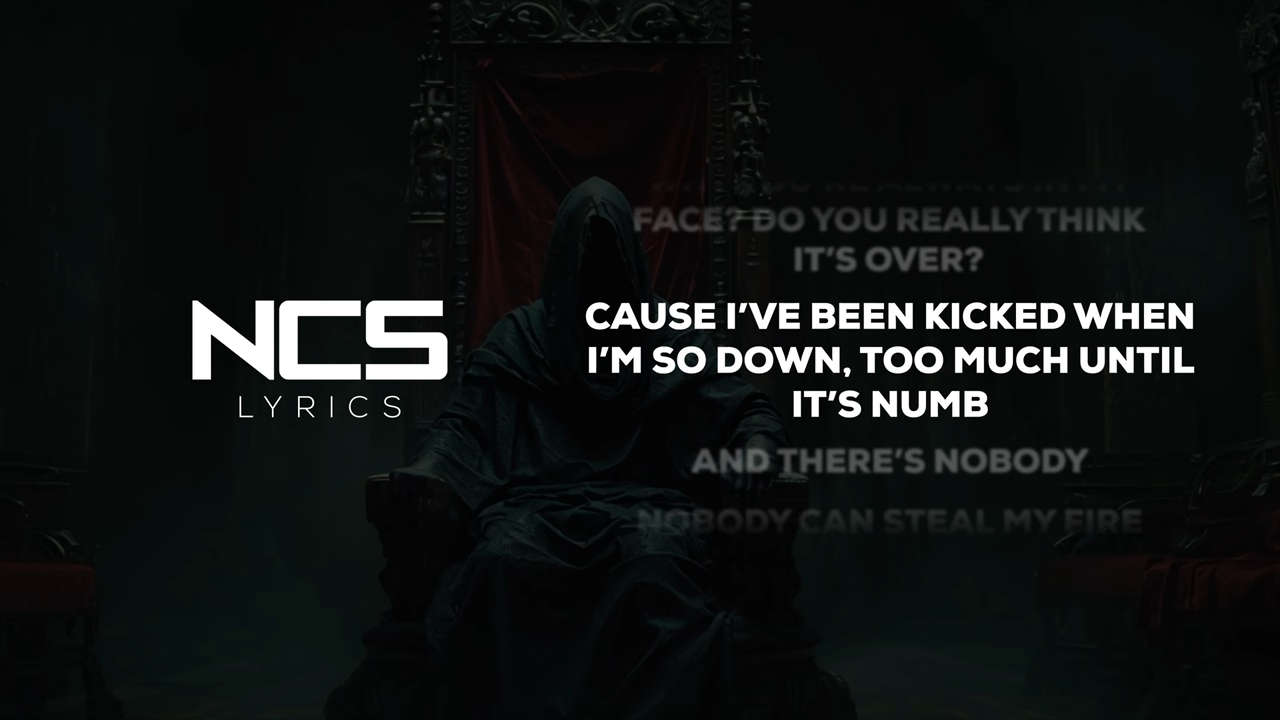 NCS
LYRICS
FACE? DO YOU REALLY THINK
IT'S OVER?
CAUSE I'VE BEEN KICKED WHEN
I'M SO DOWN, TOO MUCH UNTIL
IT'S NUMB
AND THERE'S NOBODY
NOBODY CAN STEAL MY FIRE